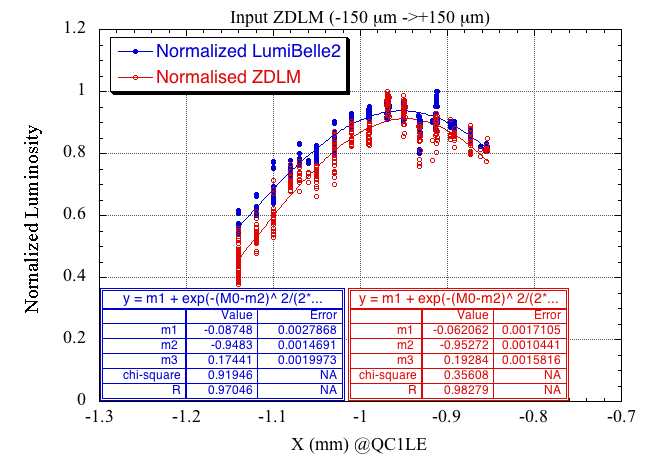 Input ZDLM (-150 μm ->+150 μm)
1.2
Normalized LumiBelle2
Normalised ZDLM
1
0.8
0.6
0.4
0.2
0
Nornalized Luminosity
y = m1 + exp(-(M0-m2)^ 2/(2*...
Value Error
m1 -0.08748 0.0027868
m2 -0.9483 0.0014691
m3 0.17441 0.0019973
chi-square 0.91946 NA
R 0.97046 NA
y = m1 + exp(-(M0-m2)^ 2/(2*...
Value Error
m1 -0.062062 0.0017105
m2 -0.95272 0.0010441
m3 0.19284 0.0015816
chi-square 0.35608 NA
R 0.98279 NA
-1.3 -1.2 -1.1 -1 -0.9 -0.8 -0.7
X (mm) @QC1LE